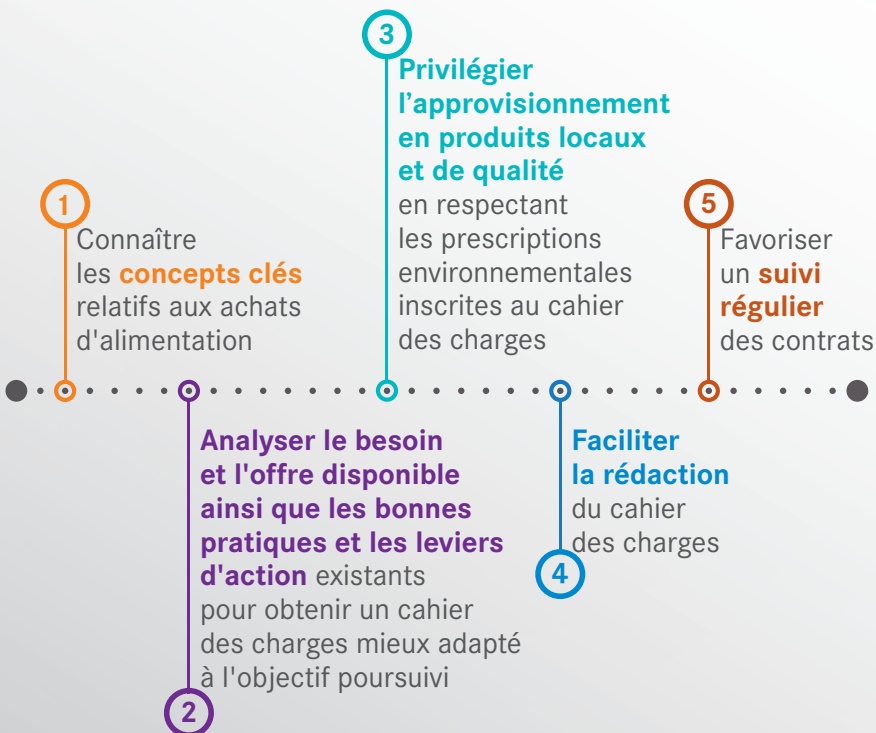 1
Connaître
les concepts clés
relatifs aux achats
d'alimentation
2
Analyser le besoin
et l'offre disponible
ainsi que les bonnes
pratiques et les leviers
d'action existants
pour obtenir un cahier
des charges mieux adapté
à l'objectif poursuivi
3
Privilégier
l’approvisionnement
en produits locaux
et de qualité
en respectant
les prescriptions
environnementales
inscrites au cahier
des charges
4
Faciliter
la rédaction
du cahier
des charges
5
Favoriser
un suivi
régulier
des contrats